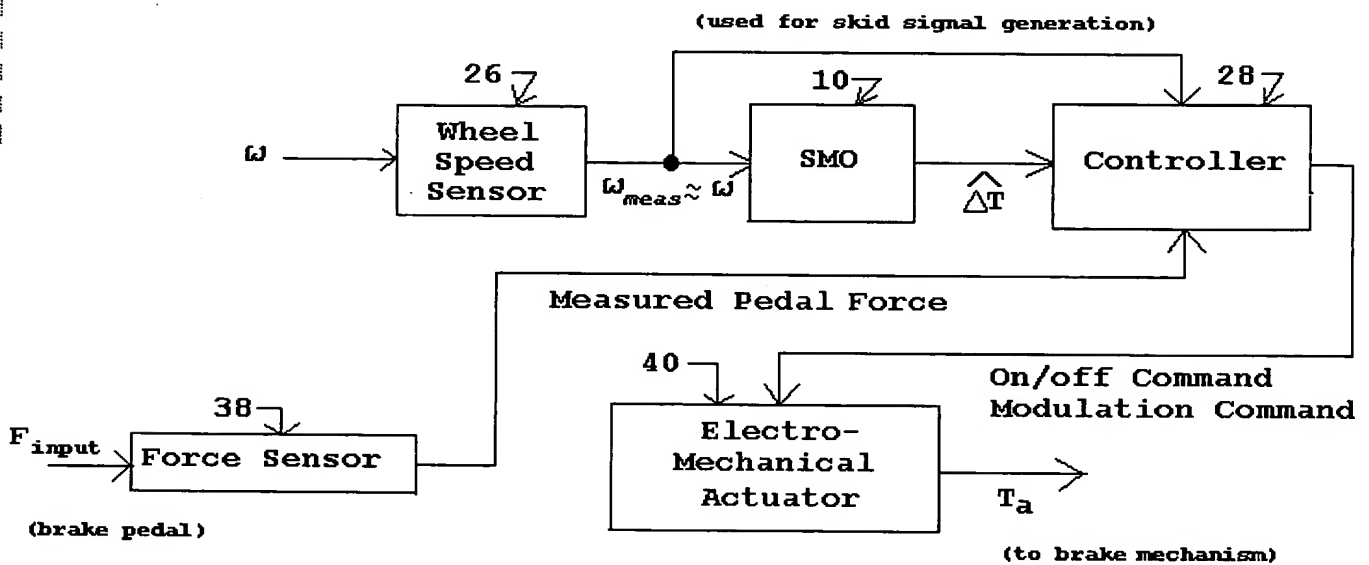 (used for skid signal generation)
26
10
28
Wheel
Speed
Sensor
SMO
Controller
ω
ω_meas ≈ ω
^
ΔT
Measured Pedal Force
40
On/off Command
Modulation Command
38
F_input
Force Sensor
Electro-
Mechanical
Actuator
T_a
(brake pedal)
(to brake mechanism)